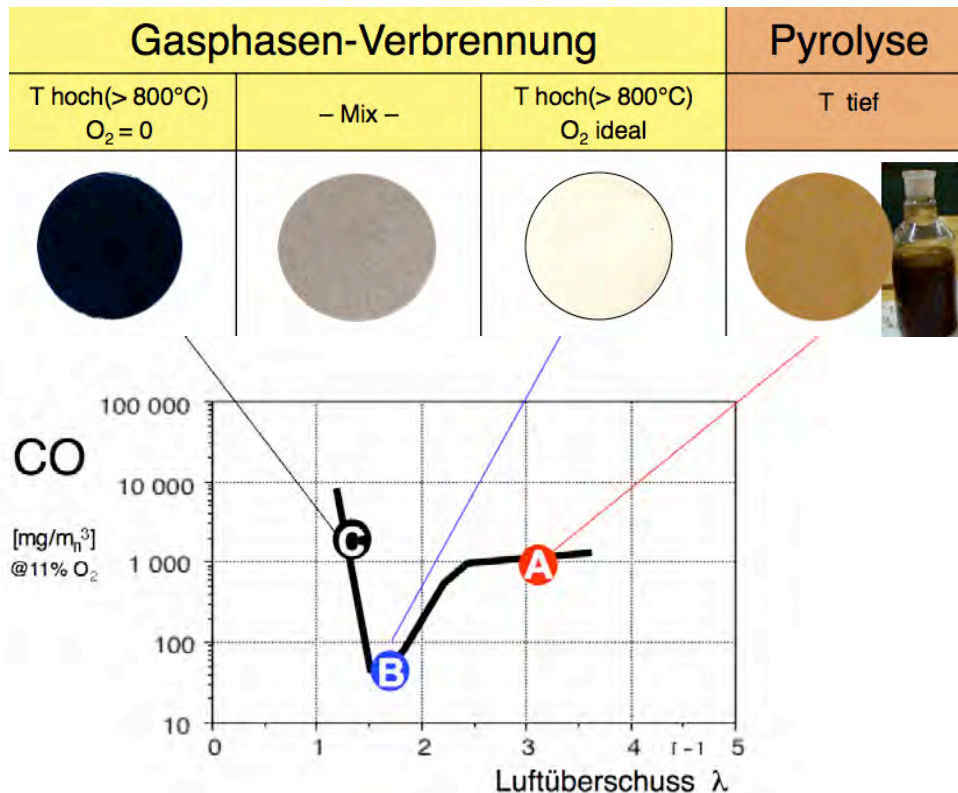 Gasphasen-Verbrennung
Pyrolyse
T hoch(> 800°C)
O₂ = 0
– Mix –
T hoch(> 800°C)
O₂ ideal
T tief
100 000
10 000
1 000
100
10
CO
[mg/mₙ³]
@11% O₂
C
B
A
0
1
2
3
4
[ - ]
5
Luftüberschuss λ